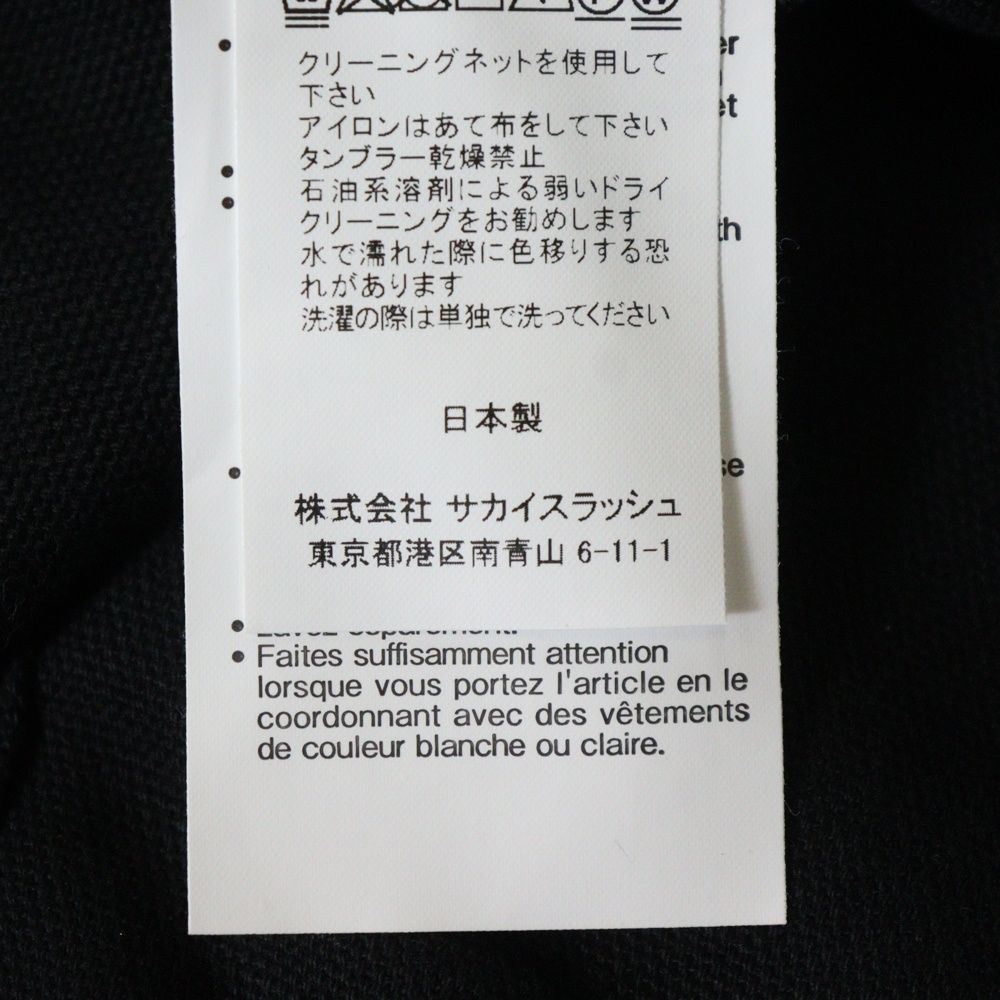 クリーニングネットを使用して
下さい
アイロンはあて布をして下さい
タンブラー乾燥禁止
石油系溶剤による弱いドライ
クリーニングをお勧めします
水で濡れた際に色移りする恐
れがあります
洗濯の際は単独で洗ってください
日本製
株式会社 サカイスラッシュ
東京都港区南青山 6-11-1
• Faites suffisamment attention
lorsque vous portez l'article en le
coordonnant avec des vêtements
de couleur blanche ou claire.